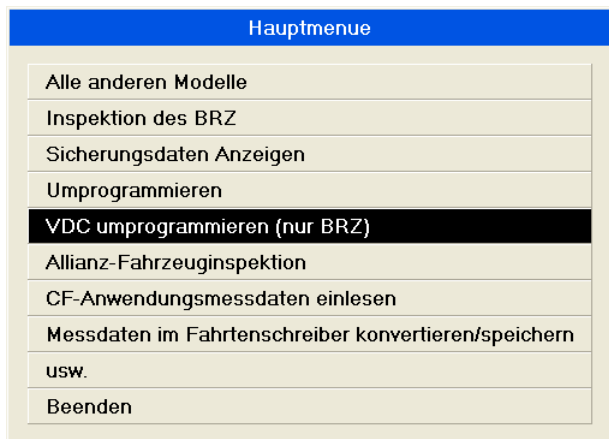 Hauptmenue
Alle anderen Modelle
Inspektion des BRZ
Sicherungsdaten Anzeigen
Umprogrammieren
VDC umprogrammieren (nur BRZ)
Allianz-Fahrzeuginspektion
CF-Anwendungsmessdaten einlesen
Messdaten im Fahrtenschreiber konvertieren/speichern
usw.
Beenden